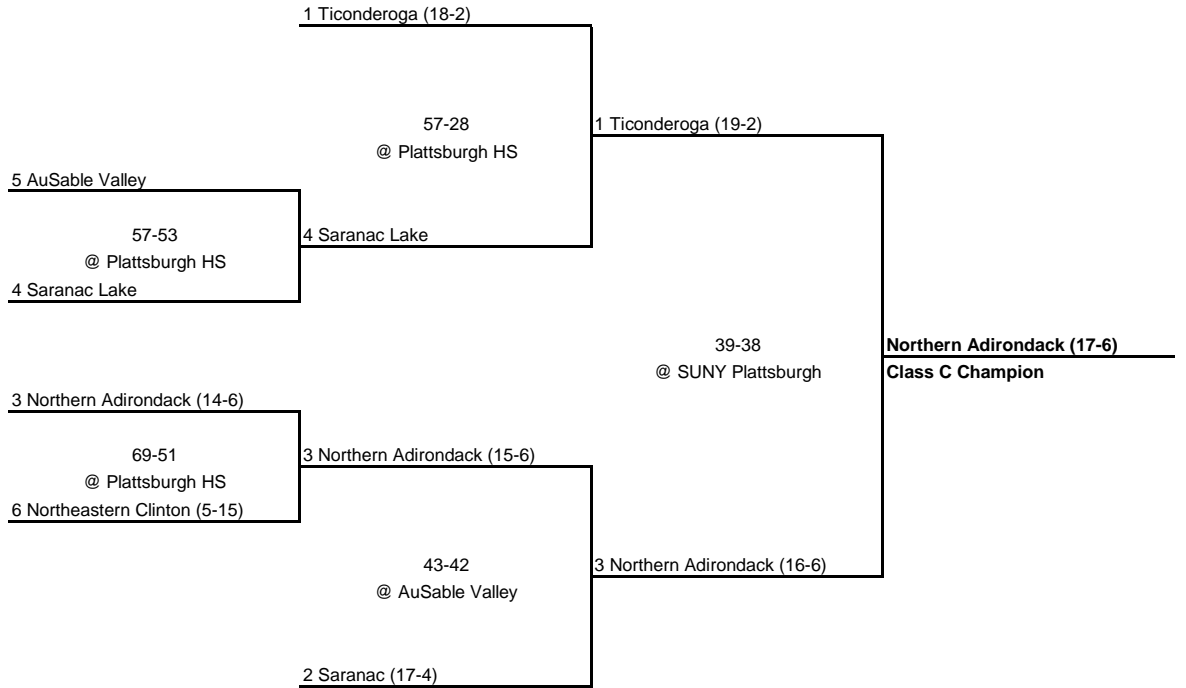 1 Ticonderoga (18-2)
57-28
@ Plattsburgh HS
1 Ticonderoga (19-2)
5 AuSable Valley
57-53
@ Plattsburgh HS
4 Saranac Lake
4 Saranac Lake
39-38
@ SUNY Plattsburgh
Northern Adirondack (17-6)
Class C Champion
3 Northern Adirondack (14-6)
69-51
@ Plattsburgh HS
3 Northern Adirondack (15-6)
6 Northeastern Clinton (5-15)
43-42
@ AuSable Valley
3 Northern Adirondack (16-6)
2 Saranac (17-4)